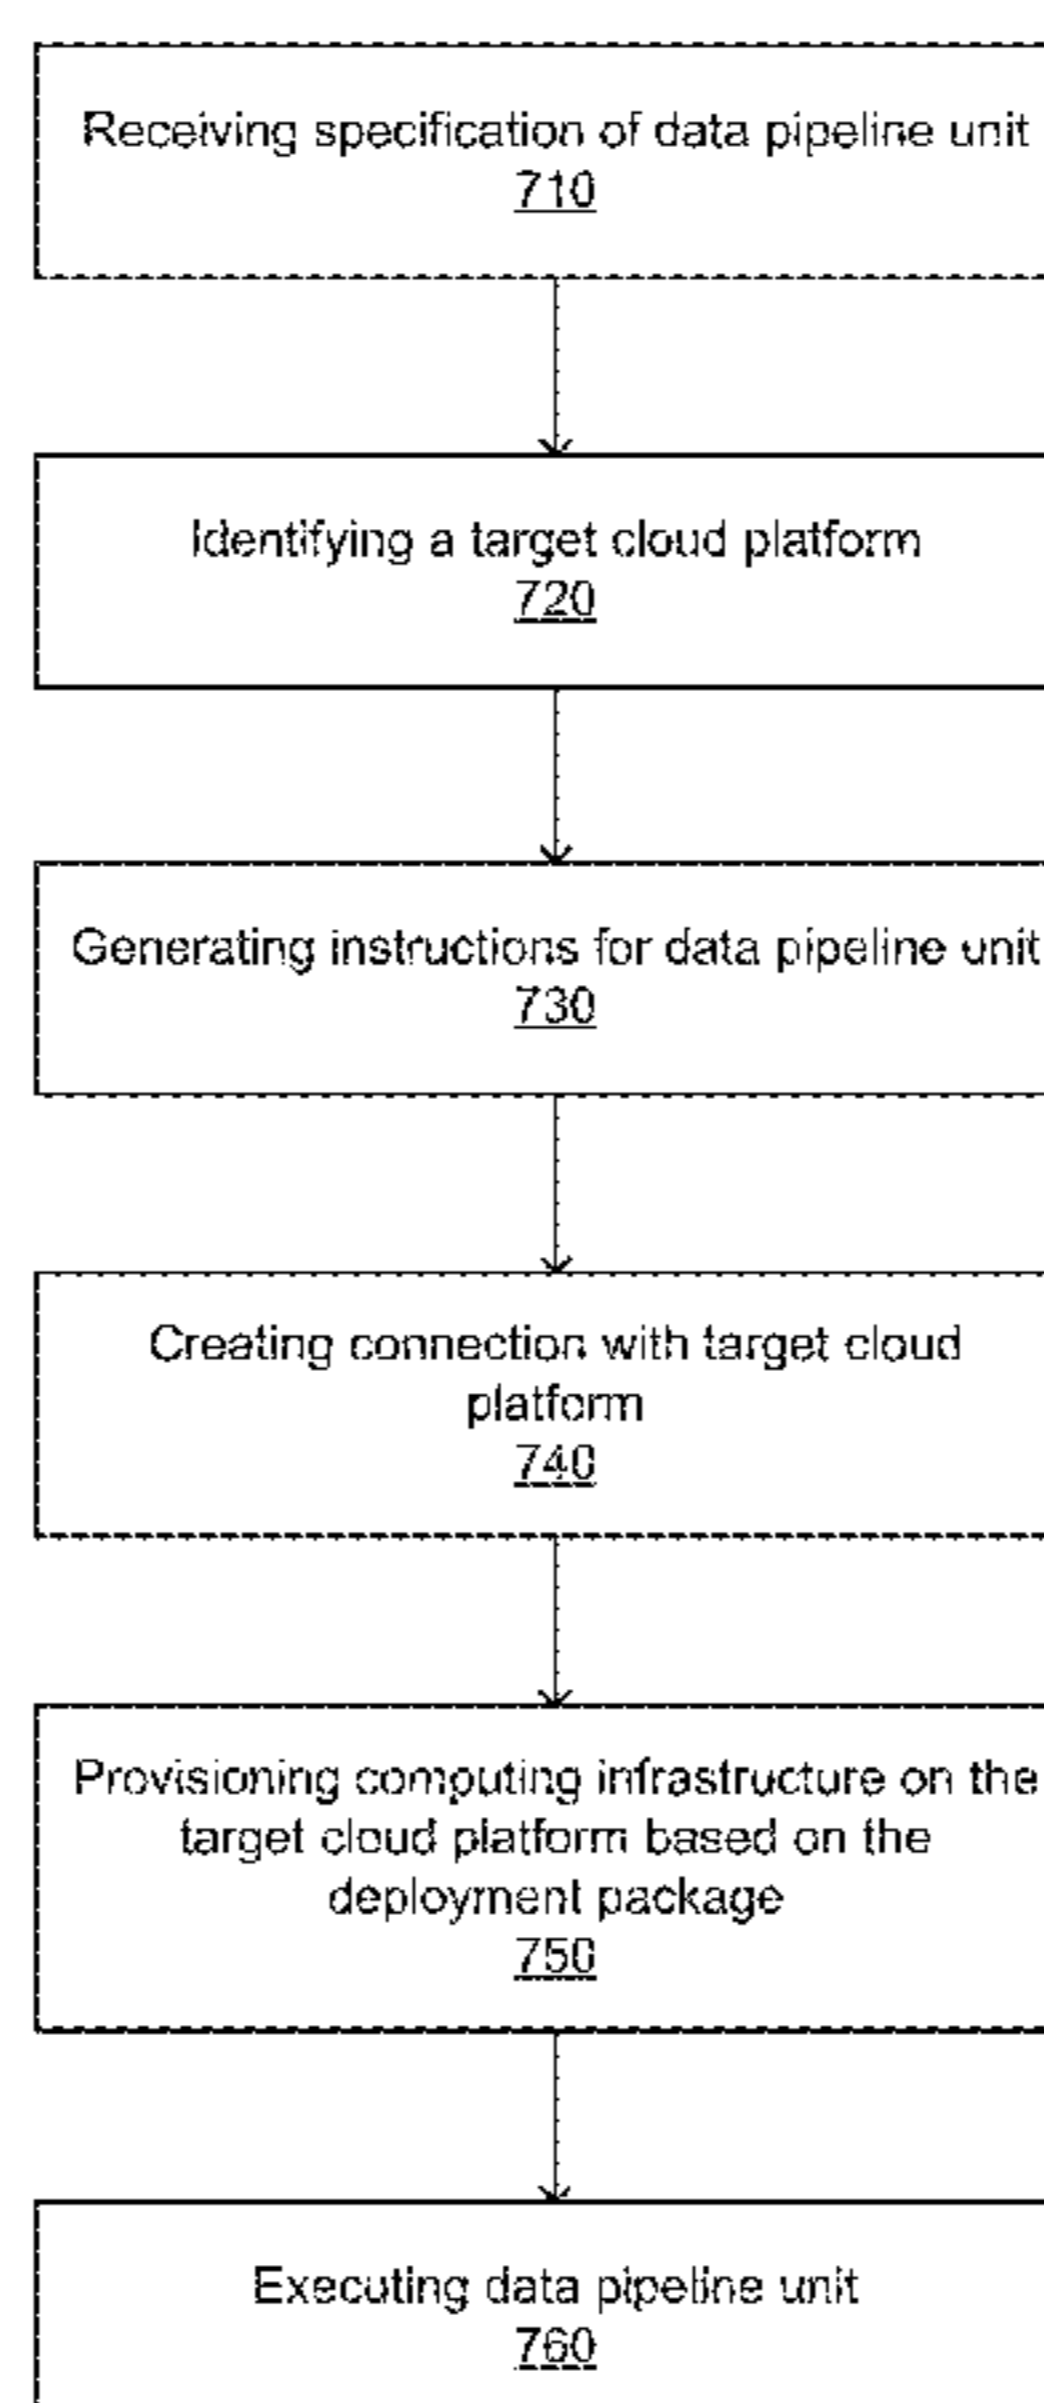 Receiving specification of data pipeline unit
710
Identifying a target cloud platform
720
Generating instructions for data pipeline unit
730
Creating connection with target cloud
platform
740
Provisioning computing infrastructure on the
target cloud platform based on the
deployment package
750
Executing data pipeline unit
760